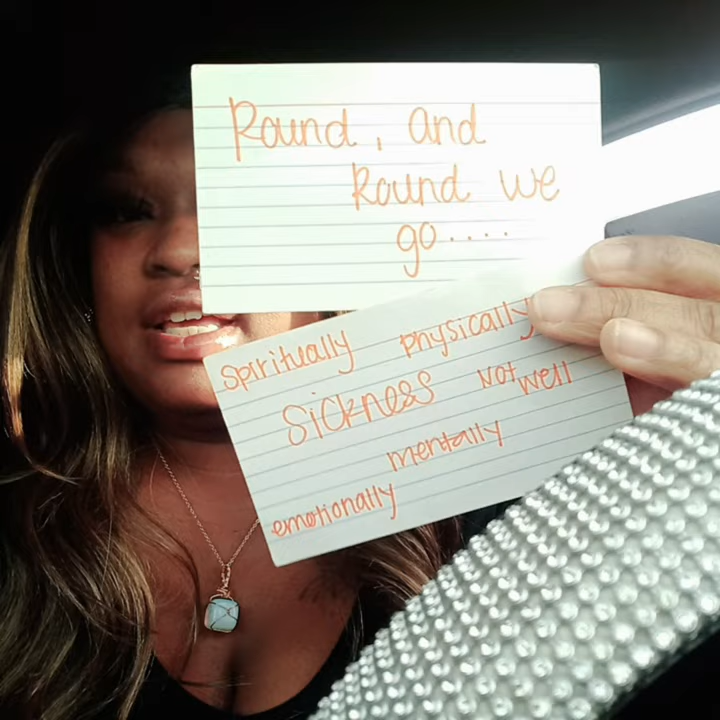 Round, and
Round we
go....
spiritually physically
SICKNESS NOT well
mentally
emotionally